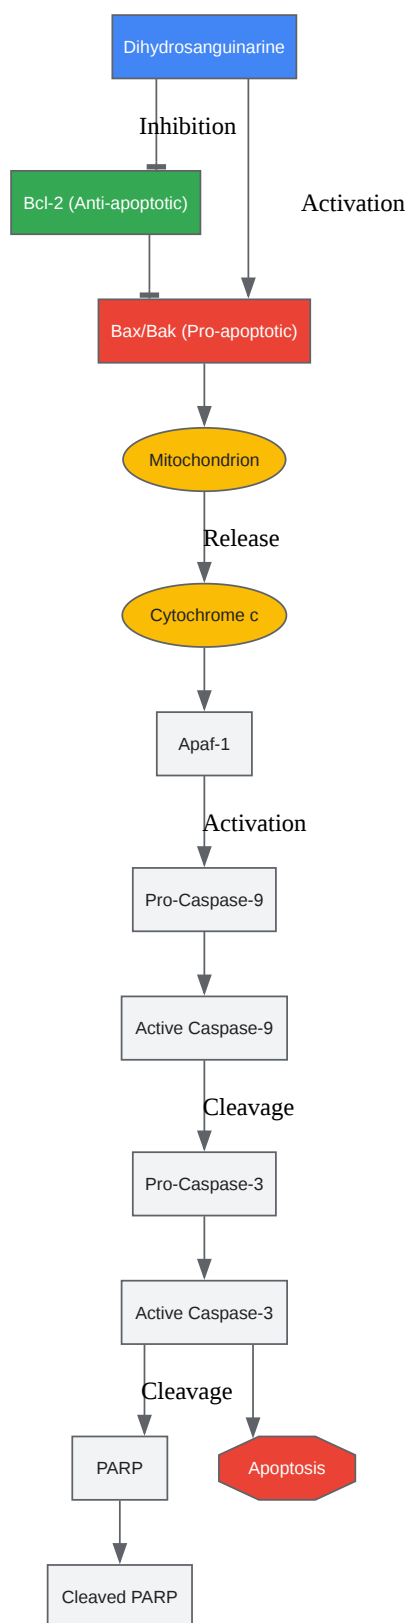 Dihydrosanguinarine
Inhibition
Bcl-2 (Anti-apoptotic)
Activation
Bax/Bak (Pro-apoptotic)
Mitochondrion
Release
Cytochrome c
Apaf-1
Activation
Pro-Caspase-9
Active Caspase-9
Cleavage
Pro-Caspase-3
Active Caspase-3
Cleavage
PARP
Apoptosis
Cleaved PARP